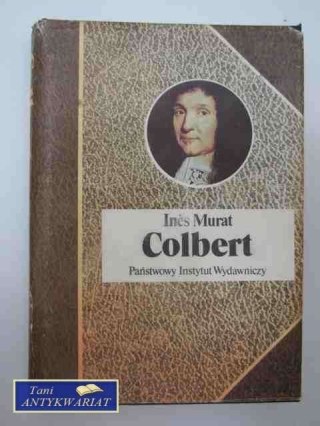 Inès Murat
Colbert
Państwowy Instytut Wydawniczy
Tani
ANTYKWARIAT